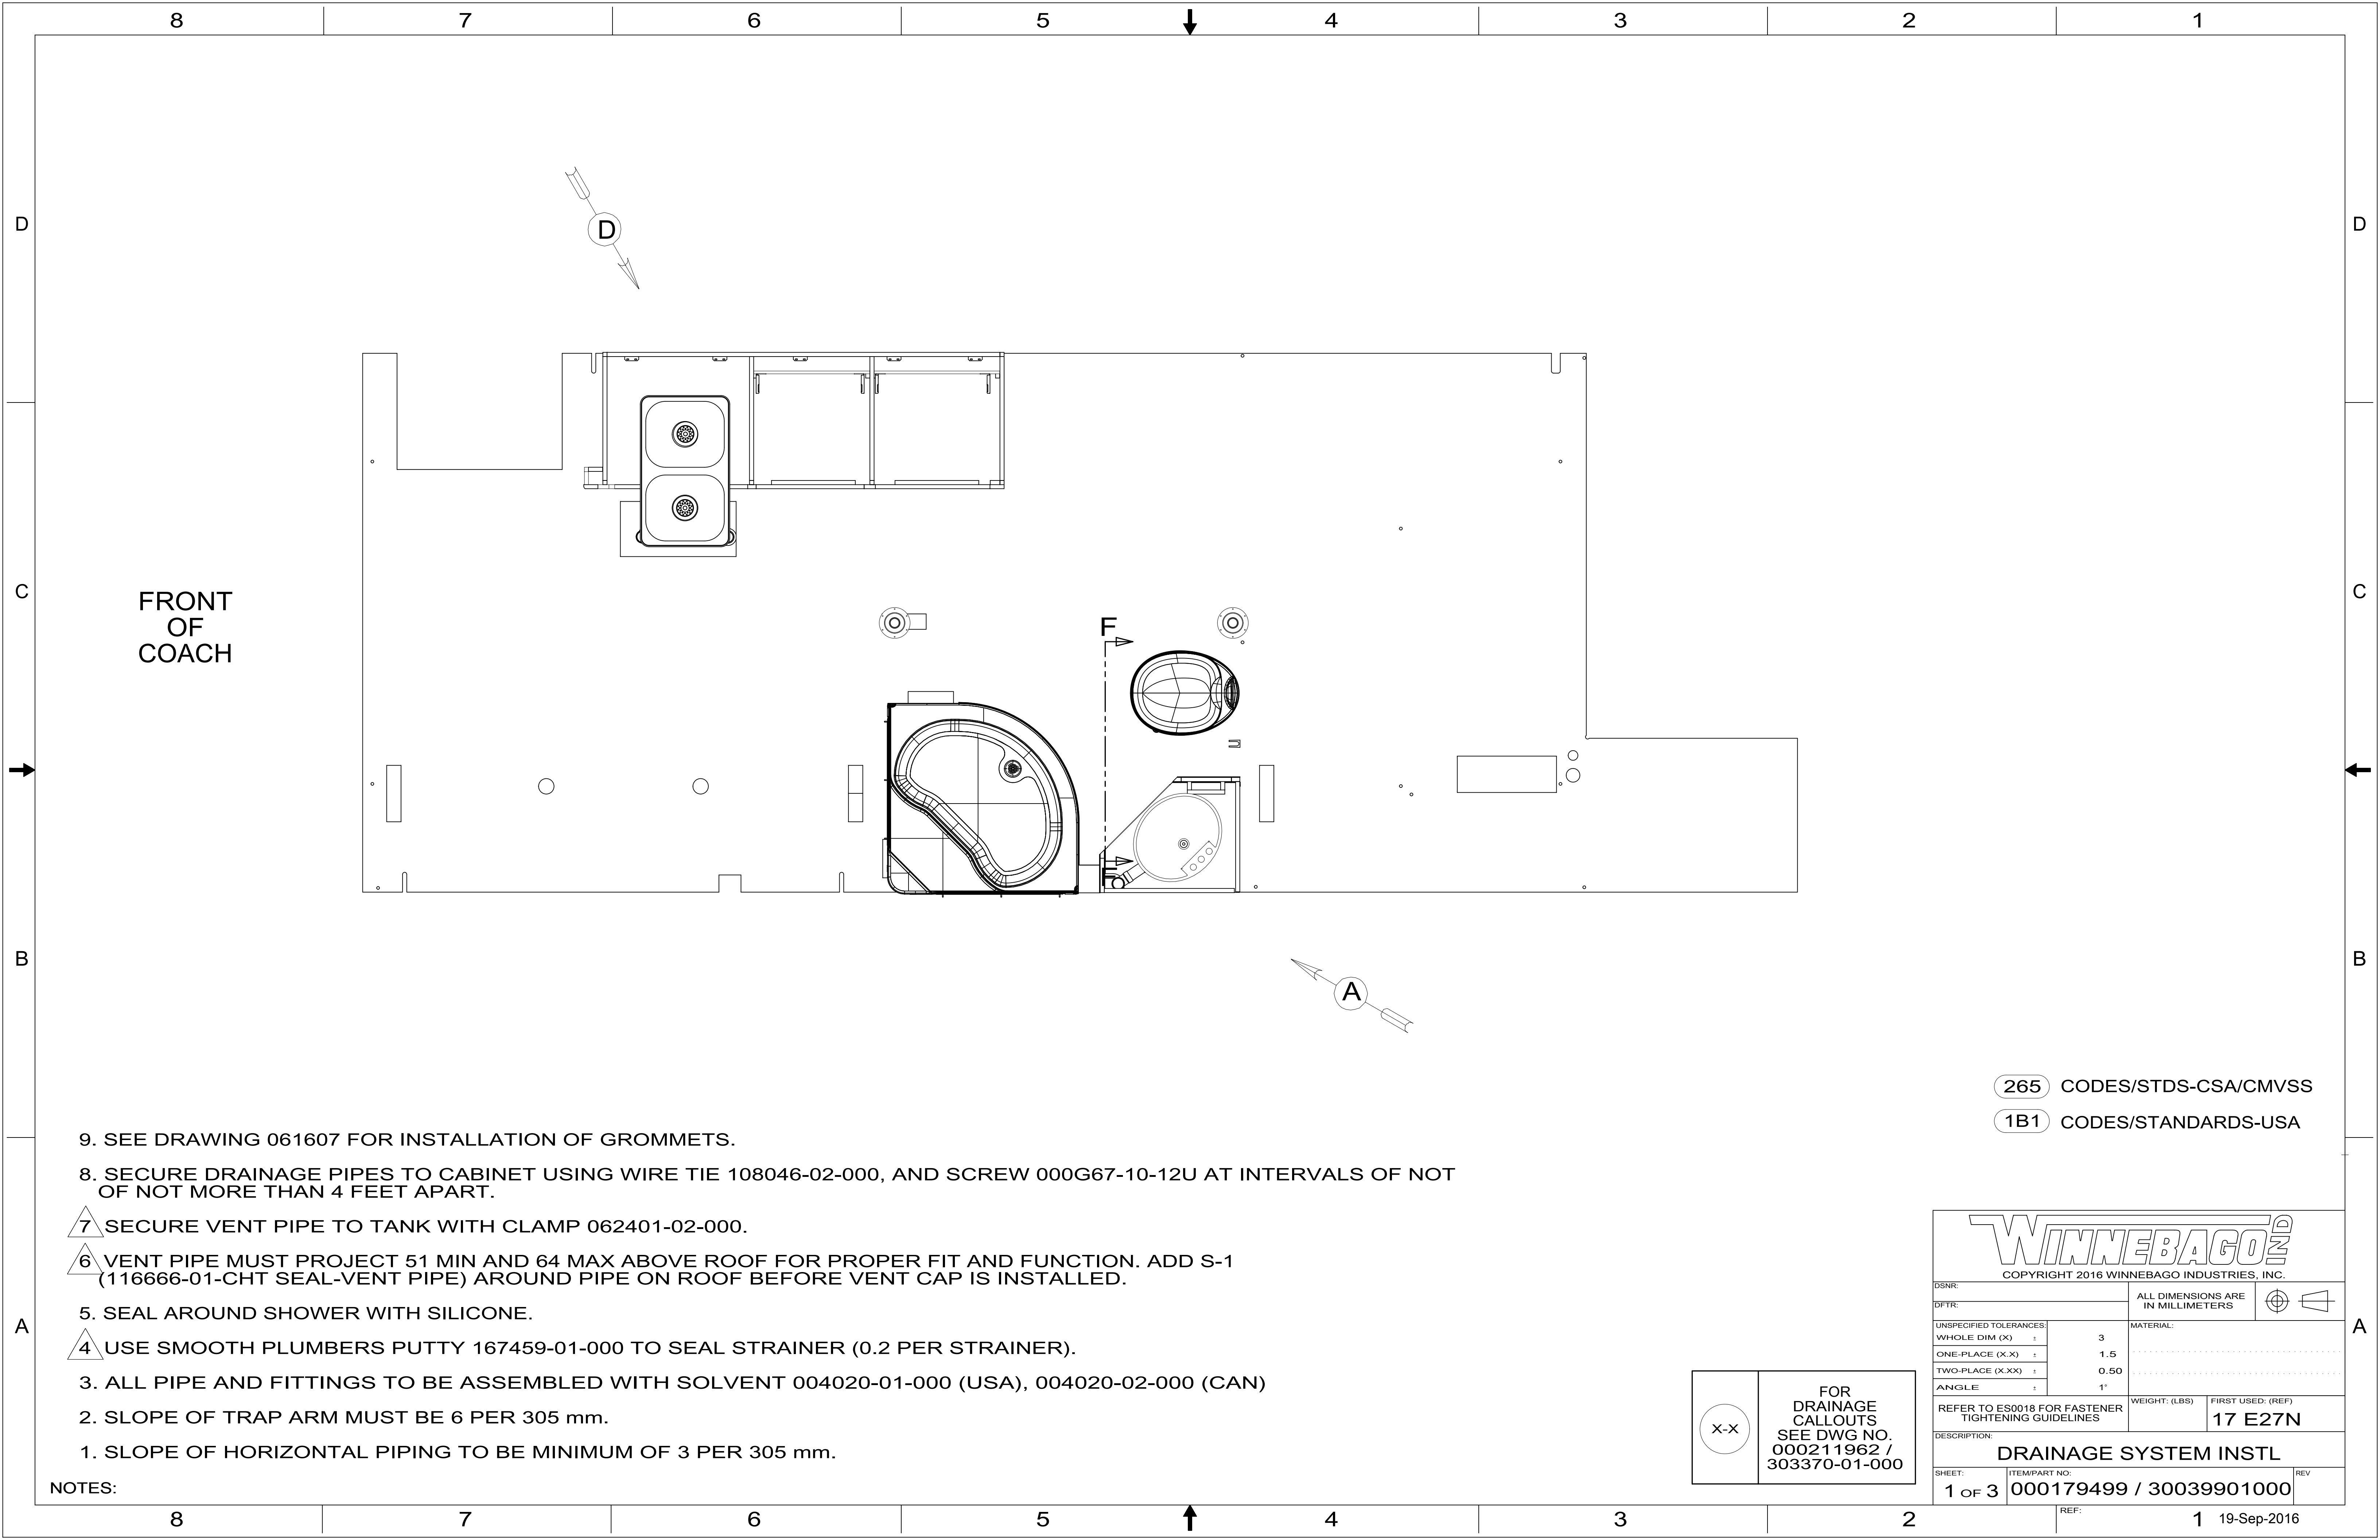 8 7 6 5 4 3 2 1
D D
D
C C
FRONT
OF
COACH
F
F
B B
A
265 CODES/STDS-CSA/CMVSS
1B1 CODES/STANDARDS-USA
9. SEE DRAWING 061607 FOR INSTALLATION OF GROMMETS.
8. SECURE DRAINAGE PIPES TO CABINET USING WIRE TIE 108046-02-000, AND SCREW 000G67-10-12U AT INTERVALS OF NOT
OF NOT MORE THAN 4 FEET APART.
7 SECURE VENT PIPE TO TANK WITH CLAMP 062401-02-000.
6 VENT PIPE MUST PROJECT 51 MIN AND 64 MAX ABOVE ROOF FOR PROPER FIT AND FUNCTION. ADD S-1
(116666-01-CHT SEAL-VENT PIPE) AROUND PIPE ON ROOF BEFORE VENT CAP IS INSTALLED.
5. SEAL AROUND SHOWER WITH SILICONE.
4 USE SMOOTH PLUMBERS PUTTY 167459-01-000 TO SEAL STRAINER (0.2 PER STRAINER).
3. ALL PIPE AND FITTINGS TO BE ASSEMBLED WITH SOLVENT 004020-01-000 (USA), 004020-02-000 (CAN)
2. SLOPE OF TRAP ARM MUST BE 6 PER 305 mm.
1. SLOPE OF HORIZONTAL PIPING TO BE MINIMUM OF 3 PER 305 mm.
NOTES:
A A
X-X
FOR
DRAINAGE
CALLOUTS
SEE DWG NO.
000211962 /
303370-01-000
WINNEBAGO IND
COPYRIGHT 2016 WINNEBAGO INDUSTRIES, INC.
DSNR:
DFTR:
ALL DIMENSIONS ARE
IN MILLIMETERS
UNSPECIFIED TOLERANCES:
WHOLE DIM (X) ± 3
ONE-PLACE (X.X) ± 1.5
TWO-PLACE (X.XX) ± 0.50
ANGLE ± 1°
MATERIAL:
REFER TO ES0018 FOR FASTENER
TIGHTENING GUIDELINES
WEIGHT: (LBS)
FIRST USED: (REF)
17 E27N
DESCRIPTION:
DRAINAGE SYSTEM INSTL
SHEET:
1 OF 3
ITEM/PART NO:
000179499 / 30039901000
REV
REF:
8 7 6 5 4 3 2 1
19-Sep-2016